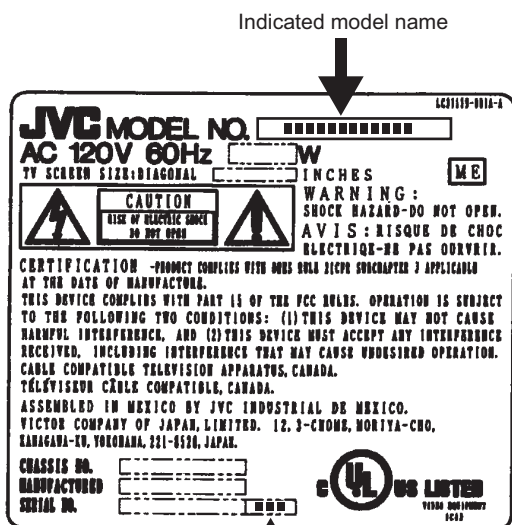 Indicated model name
LC31159-001A-A
JVC MODEL NO.
AC 120V 60Hz W
TV SCREEN SIZE:DIAGONAL INCHES
ME
CAUTION
RISK OF ELECTRIC SHOCK
DO NOT OPEN
WARNING:
SHOCK HAZARD-DO NOT OPEN.
AVIS:RISQUE DE CHOC
ELECTRIQE-NE PAS OURVRIR.
CERTIFICATION -PRODUCT COMPLIES WITH RULE SUBCHAPTER J APPLICABLE
AT THE DATE OF MANUFACTURE.
THIS DEVICE COMPLIES WITH PART 15 OF THE FCC RULES. OPERATION IS SUBJECT
TO THE FOLLOWING TWO CONDITIONS: (1)THIS DEVICE MAY NOT CAUSE
HARMFUL INTERFERENCE, AND (2)THIS DEVICE MUST ACCEPT ANY INTERFERENCE
RECEIVED, INCLUDING INTERFERENCE THAT MAY CAUSE UNDESIRED OPERATION.
CABLE COMPATIBLE TELEVISION APPARATUS, CANADA.
TÉLÉVISEUR CÂBLE COMPATIBLE, CANADA.
ASSEMBLED IN MEXICO BY JVC INDUSTRIAL DE MEXICO.
VICTOR COMPANY OF JAPAN, LIMITED. 12, 3-CHOME, MORIYA-CHO,
KANAGAWA-KU, YOKOHAMA, 221-8528, JAPAN.
CHASSIS NO.
MANUFACTURED
SERIAL NO.
C UL US LISTED
VIDEO EQUIPMENT